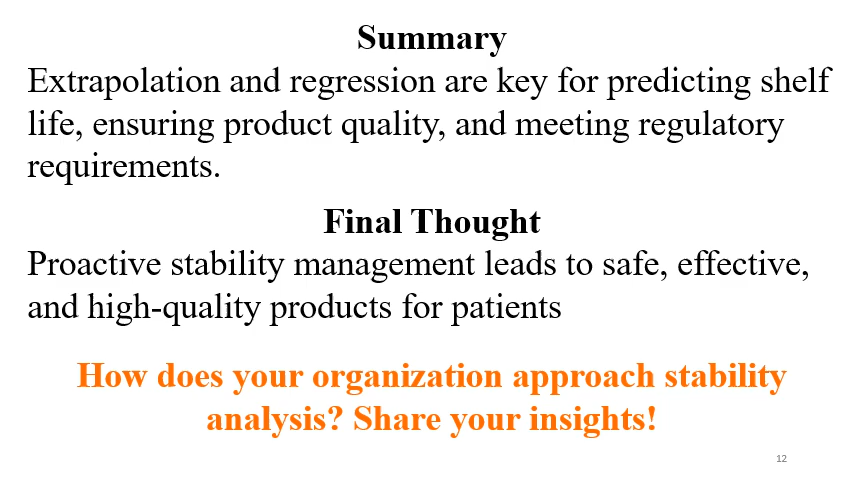 Summary
Extrapolation and regression are key for predicting shelf
life, ensuring product quality, and meeting regulatory
requirements.
Final Thought
Proactive stability management leads to safe, effective,
and high-quality products for patients
How does your organization approach stability
analysis? Share your insights!
12